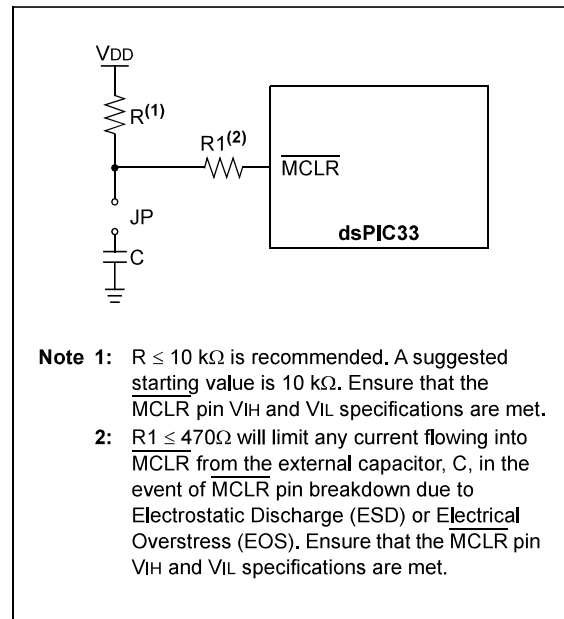 VDD
R(1)
R1(2)
MCLR
JP
dsPIC33
C
Note 1: R ≤ 10 kΩ is recommended. A suggested
starting value is 10 kΩ. Ensure that the
MCLR pin VIH and VIL specifications are met.
2: R1 ≤ 470Ω will limit any current flowing into
MCLR from the external capacitor, C, in the
event of MCLR pin breakdown due to
Electrostatic Discharge (ESD) or Electrical
Overstress (EOS). Ensure that the MCLR pin
VIH and VIL specifications are met.